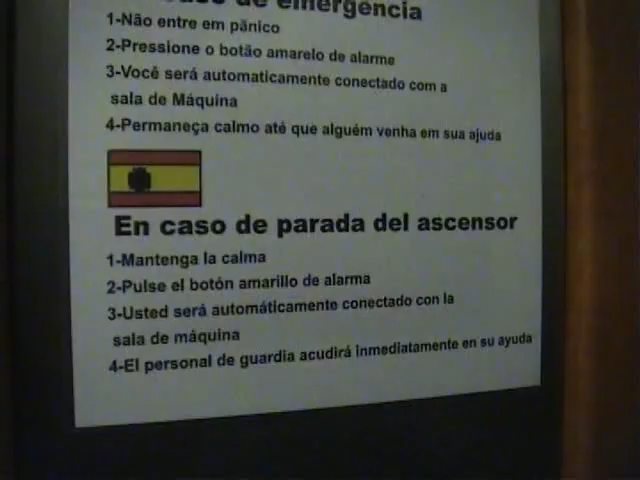 de emergência
1-Não entre em pânico
2-Pressione o botão amarelo de alarme
3-Você será automaticamente conectado com a
sala de Máquina
4-Permaneça calmo até que alguém venha em sua ajuda
En caso de parada del ascensor
1-Mantenga la calma
2-Pulse el botón amarillo de alarma
3-Usted será automáticamente conectado con la
sala de máquina
4-El personal de guardia acudirá inmediatamente en su ayuda